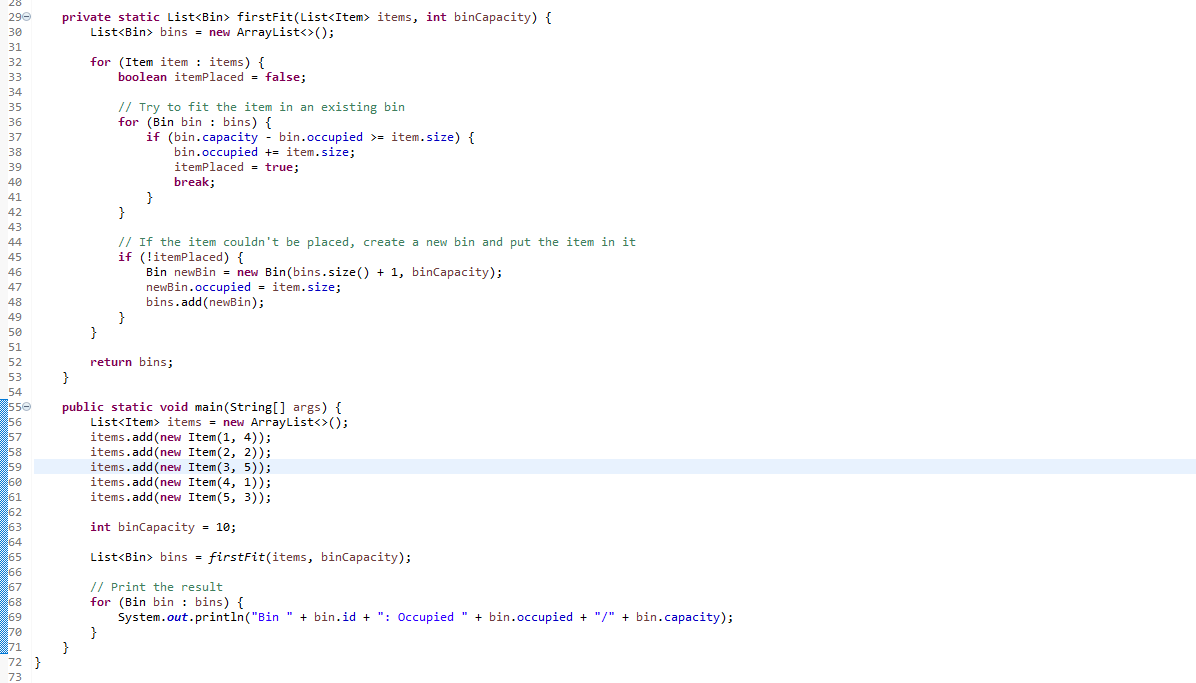 28
29    private static List<Bin> firstFit(List<Item> items, int binCapacity) {
30        List<Bin> bins = new ArrayList<>();
31
32        for (Item item : items) {
33            boolean itemPlaced = false;
34
35            // Try to fit the item in an existing bin
36            for (Bin bin : bins) {
37                if (bin.capacity - bin.occupied >= item.size) {
38                    bin.occupied += item.size;
39                    itemPlaced = true;
40                    break;
41                }
42            }
43
44            // If the item couldn't be placed, create a new bin and put the item in it
45            if (!itemPlaced) {
46                Bin newBin = new Bin(bins.size() + 1, binCapacity);
47                newBin.occupied = item.size;
48                bins.add(newBin);
49            }
50        }
51
52        return bins;
53    }
54
55    public static void main(String[] args) {
56        List<Item> items = new ArrayList<>();
57        items.add(new Item(1, 4));
58        items.add(new Item(2, 2));
59        items.add(new Item(3, 5));
60        items.add(new Item(4, 1));
61        items.add(new Item(5, 3));
62
63        int binCapacity = 10;
64
65        List<Bin> bins = firstFit(items, binCapacity);
66
67        // Print the result
68        for (Bin bin : bins) {
69            System.out.println("Bin " + bin.id + ": Occupied " + bin.occupied + "/" + bin.capacity);
70        }
71    }
72 }
73